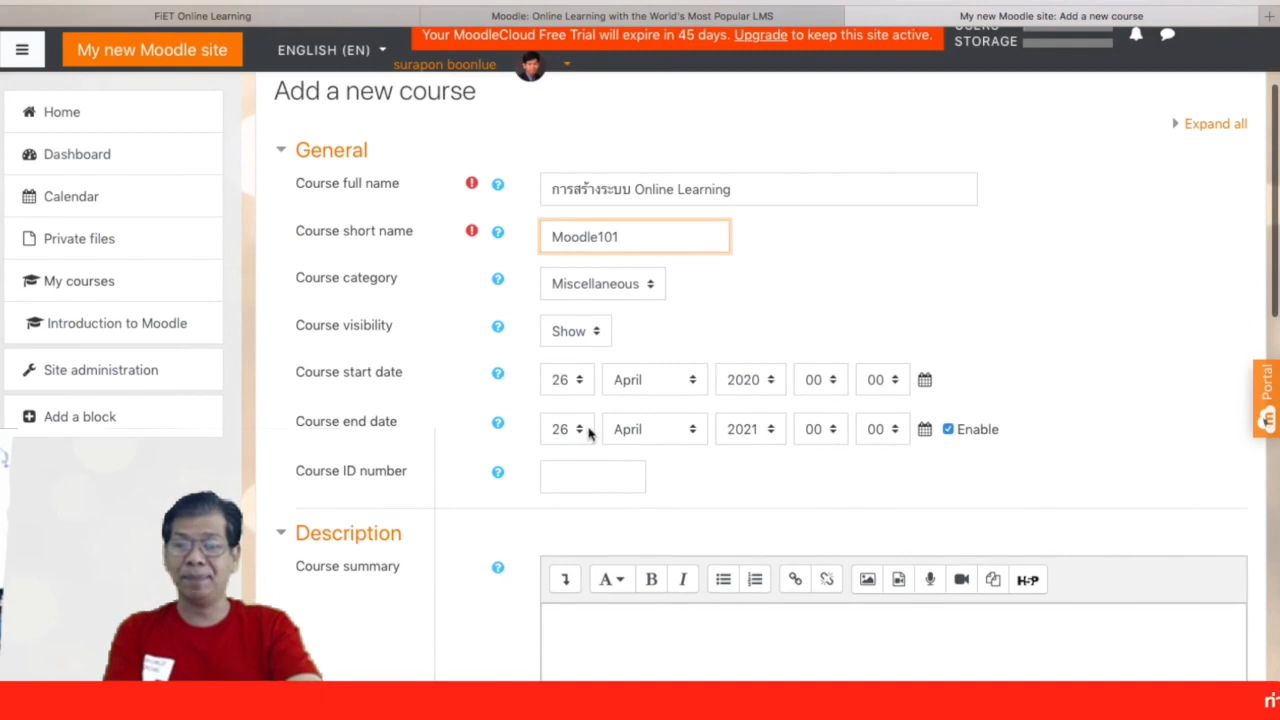 FiET Online Learning
Moodle: Online Learning with the World's Most Popular LMS
My new Moodle site: Add a new course
My new Moodle site
ENGLISH (EN)
Your MoodleCloud Free Trial will expire in 45 days. Upgrade to keep this site active.
USERS
STORAGE
surapon boonlue
Home
Dashboard
Calendar
Private files
My courses
Introduction to Moodle
Site administration
Add a block
Add a new course
Expand all
General
Course full name
การสร้างระบบ Online Learning
Course short name
Moodle101
Course category
Miscellaneous
Course visibility
Show
Course start date
26 April 2020 00 00
Course end date
26 April 2021 00 00 Enable
Course ID number
Description
Course summary
A B I
H-P
Portal